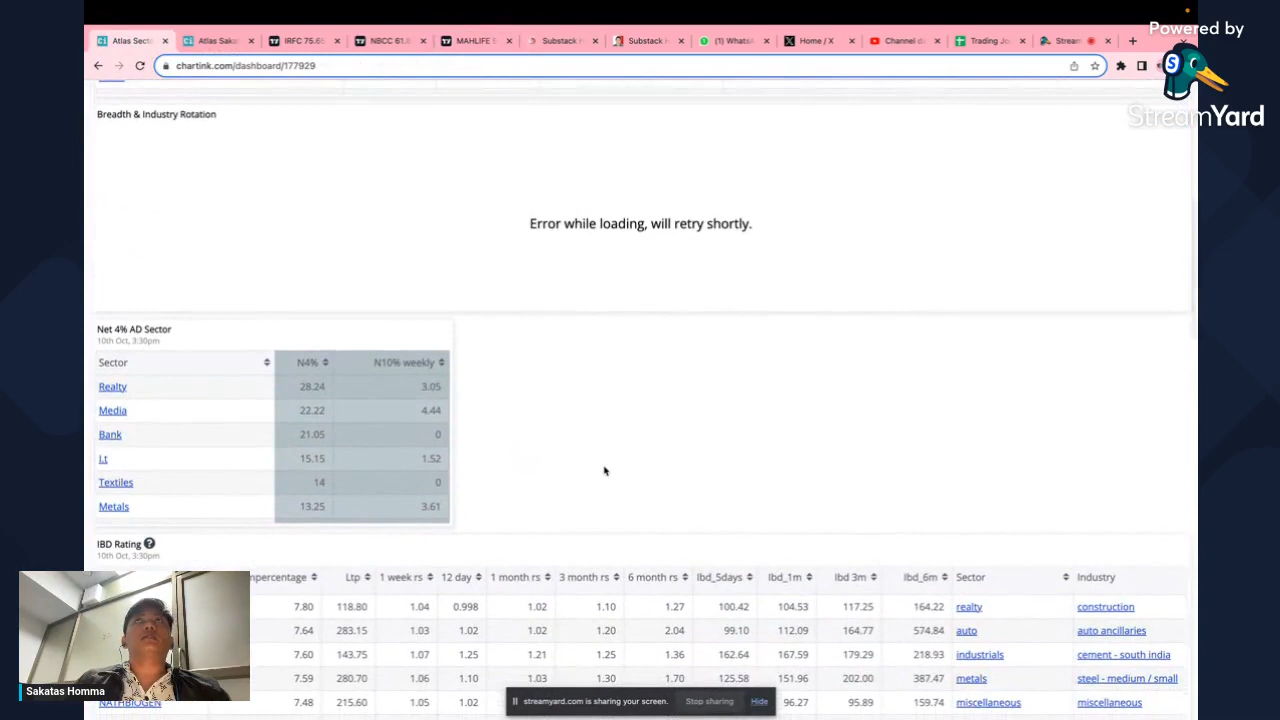 Powered by
StreamYard
Atlas Secto
Atlas Saka
IRFC 75.65
NBCC 61.8
MAHLIFE
Substack H
Substack H
(1) Whats
Home / X
Channel d
Trading Jo
Stream
chartink.com/dashboard/177929
Breadth & Industry Rotation
Error while loading, will retry shortly.
Net 4% AD Sector
10th Oct, 3:30pm
Sector N4% N10% weekly
Realty 28.24 3.05
Media 22.22 4.44
Bank 21.05 0
I.t 15.15 1.52
Textiles 14 0
Metals 13.25 3.61
IBD Rating
10th Oct, 3:30pm
percentage Ltp 1 week rs 12 day 1 month rs 3 month rs 6 month rs Ibd_5days Ibd_1m Ibd 3m Ibd_6m Sector Industry
7.80 118.80 1.04 0.998 1.02 1.10 1.27 100.42 104.53 117.25 164.22 realty construction
7.64 283.15 1.03 1.02 1.02 1.20 2.04 99.10 112.09 164.77 574.84 auto auto ancillaries
7.60 143.75 1.07 1.25 1.21 1.25 1.36 162.64 167.59 179.29 218.93 industrials cement - south india
7.59 280.70 1.06 1.10 1.03 1.30 1.70 125.58 151.96 202.00 387.47 metals steel - medium / small
NATHBIOGEN 7.48 215.60 1.05 1.02 96.27 95.89 159.74 miscellaneous miscellaneous
streamyard.com is sharing your screen. Stop sharing Hide
Sakatas Homma